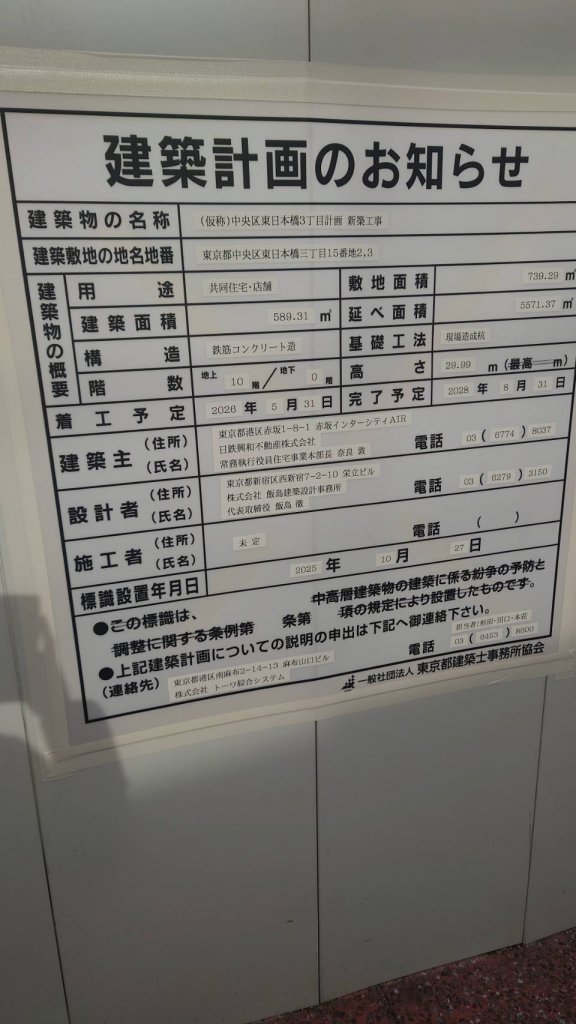 建築計画のお知らせ
建築物の名称 (仮称)中央区東日本橋3丁目計画 新築工事
建築敷地の地名地番 東京都中央区東日本橋三丁目15番地2,3
建築物の概要
用途 共同住宅・店舗 敷地面積 739.29 ㎡
建築面積 589.31 ㎡ 延べ面積 5571.37 ㎡
構造 鉄筋コンクリート造 基礎工法 現場造成杭
階数 地上 10 階/地下 0 階 高さ 29.99 m (最高 m)
着工予定 2026 年 5 月 31 日 完了予定 2028 年 8 月 31 日
建築主 (住所) 東京都港区赤坂1-8-1 赤坂インターシティAIR
(氏名) 日鉄興和不動産株式会社
常務執行役員住宅事業本部長 奈良 敦
電話 03 ( 6774 ) 8037
設計者 (住所) 東京都新宿区西新宿7-2-10 栄立ビル
(氏名) 株式会社 飯島建築設計事務所
代表取締役 飯島 徹
電話 03 ( 6279 ) 3150
施工者 (住所) (氏名) 未定 電話 ( )
標識設置年月日 2025 年 10 月 27 日
●この標識は、中高層建築物の建築に係る紛争の予防と
調整に関する条例第 条第 項の規定により設置したものです。
●上記建築計画についての説明の申出は下記へ御連絡下さい。
(連絡先) 東京都港区南麻布2-14-13 麻布山口ビル
株式会社 トーワ綜合システム
担当者:杉田・田口・本荘
電話 03 ( 6453 ) 8600
一般社団法人 東京都建築士事務所協会